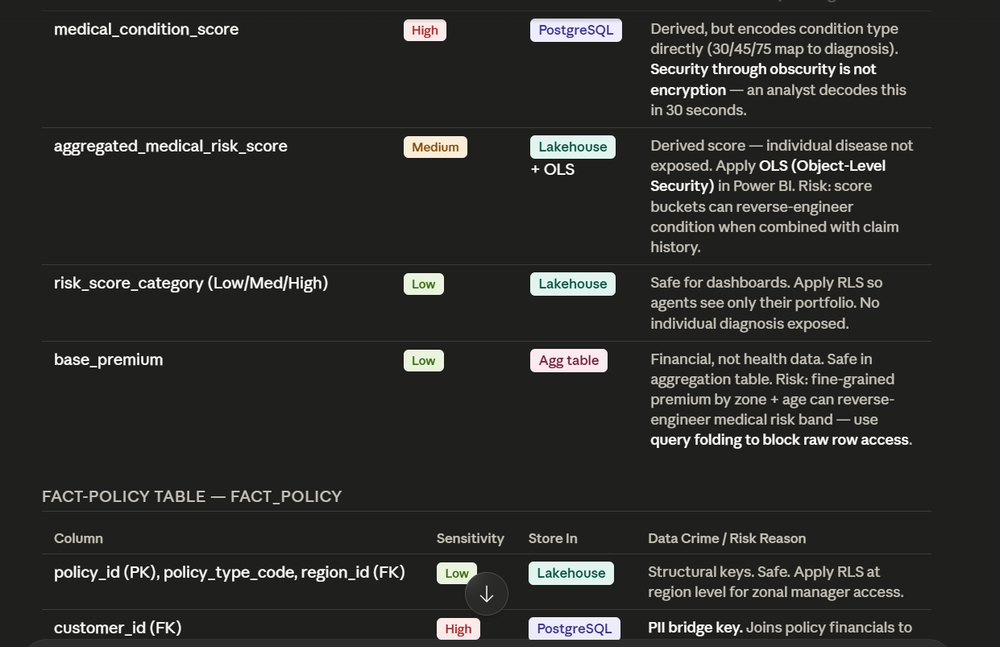 medical_condition_score High PostgreSQL Derived, but encodes condition type
directly (30/45/75 map to diagnosis).
Security through obscurity is not
encryption — an analyst decodes this
in 30 seconds.
aggregated_medical_risk_score Medium Lakehouse Derived score — individual disease not
+ OLS exposed. Apply OLS (Object-Level
Security) in Power BI. Risk: score
buckets can reverse-engineer
condition when combined with claim
history.
risk_score_category (Low/Med/High) Low Lakehouse Safe for dashboards. Apply RLS so
agents see only their portfolio. No
individual diagnosis exposed.
base_premium Low Agg table Financial, not health data. Safe in
aggregation table. Risk: fine-grained
premium by zone + age can reverse-
engineer medical risk band — use
query folding to block raw row access.
FACT-POLICY TABLE — FACT_POLICY
Column Sensitivity Store In Data Crime / Risk Reason
policy_id (PK), policy_type_code, region_id (FK) Low Lakehouse Structural keys. Safe. Apply RLS at
region level for zonal manager access.
customer_id (FK) High PostgreSQL PII bridge key. Joins policy financials to